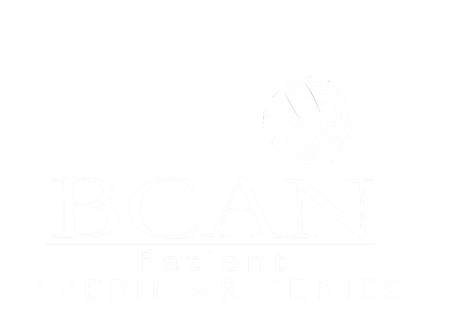 BCAN
Patient
WEBINAR SERIES